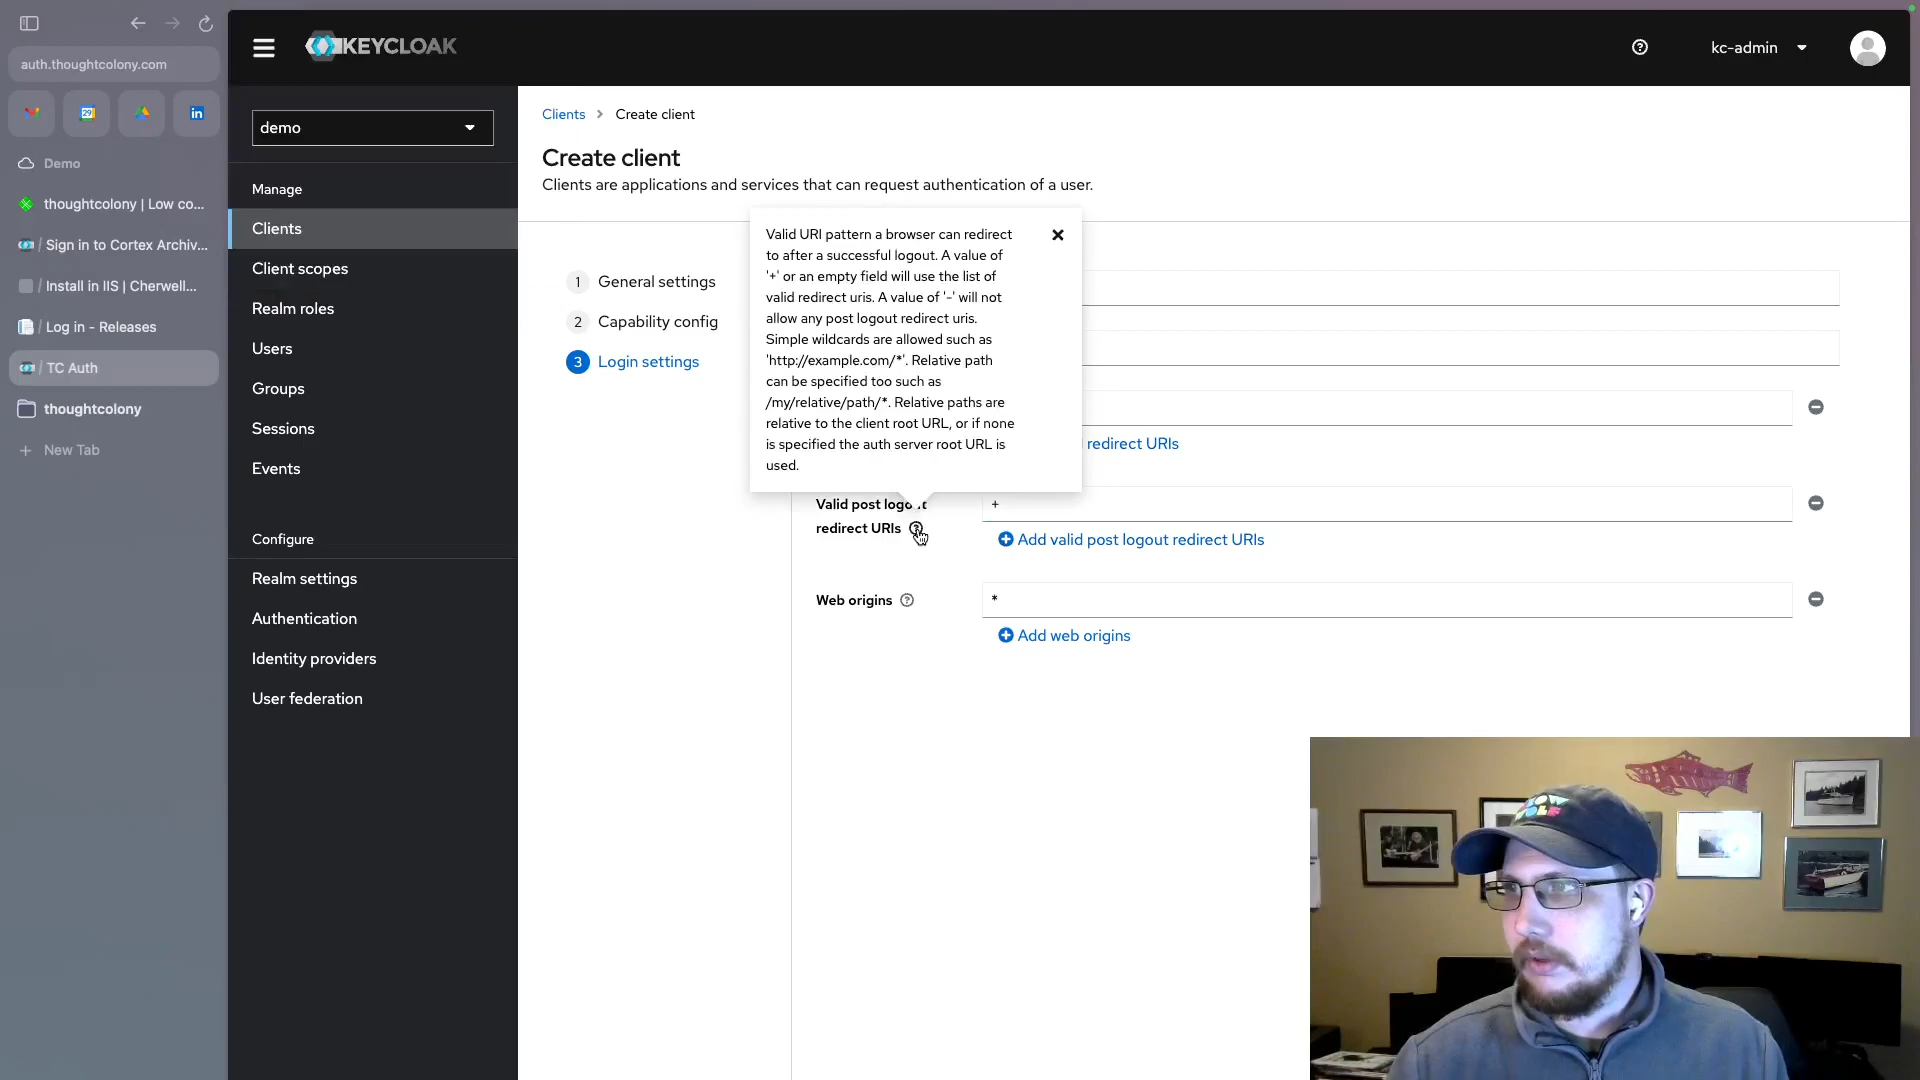 auth.thoughtcolony.com
29
in
Demo
thoughtcolony | Low co...
/ Sign in to Cortex Archiv...
/ Install in IIS | Cherwell...
/ Log in - Releases
/ TC Auth
thoughtcolony
+ New Tab
KEYCLOAK
kc-admin
demo
Manage
Clients
Client scopes
Realm roles
Users
Groups
Sessions
Events
Configure
Realm settings
Authentication
Identity providers
User federation
Clients > Create client
Create client
Clients are applications and services that can request authentication of a user.
1 General settings
2 Capability config
3 Login settings
Valid URI pattern a browser can redirect
to after a successful logout. A value of
'+' or an empty field will use the list of
valid redirect uris. A value of '-' will not
allow any post logout redirect uris.
Simple wildcards are allowed such as
'http://example.com/*'. Relative path
can be specified too such as
/my/relative/path/*. Relative paths are
relative to the client root URL, or if none
is specified the auth server root URL is
used.
redirect URIs
Valid post logout
redirect URIs
+
Add valid post logout redirect URIs
Web origins
*
Add web origins